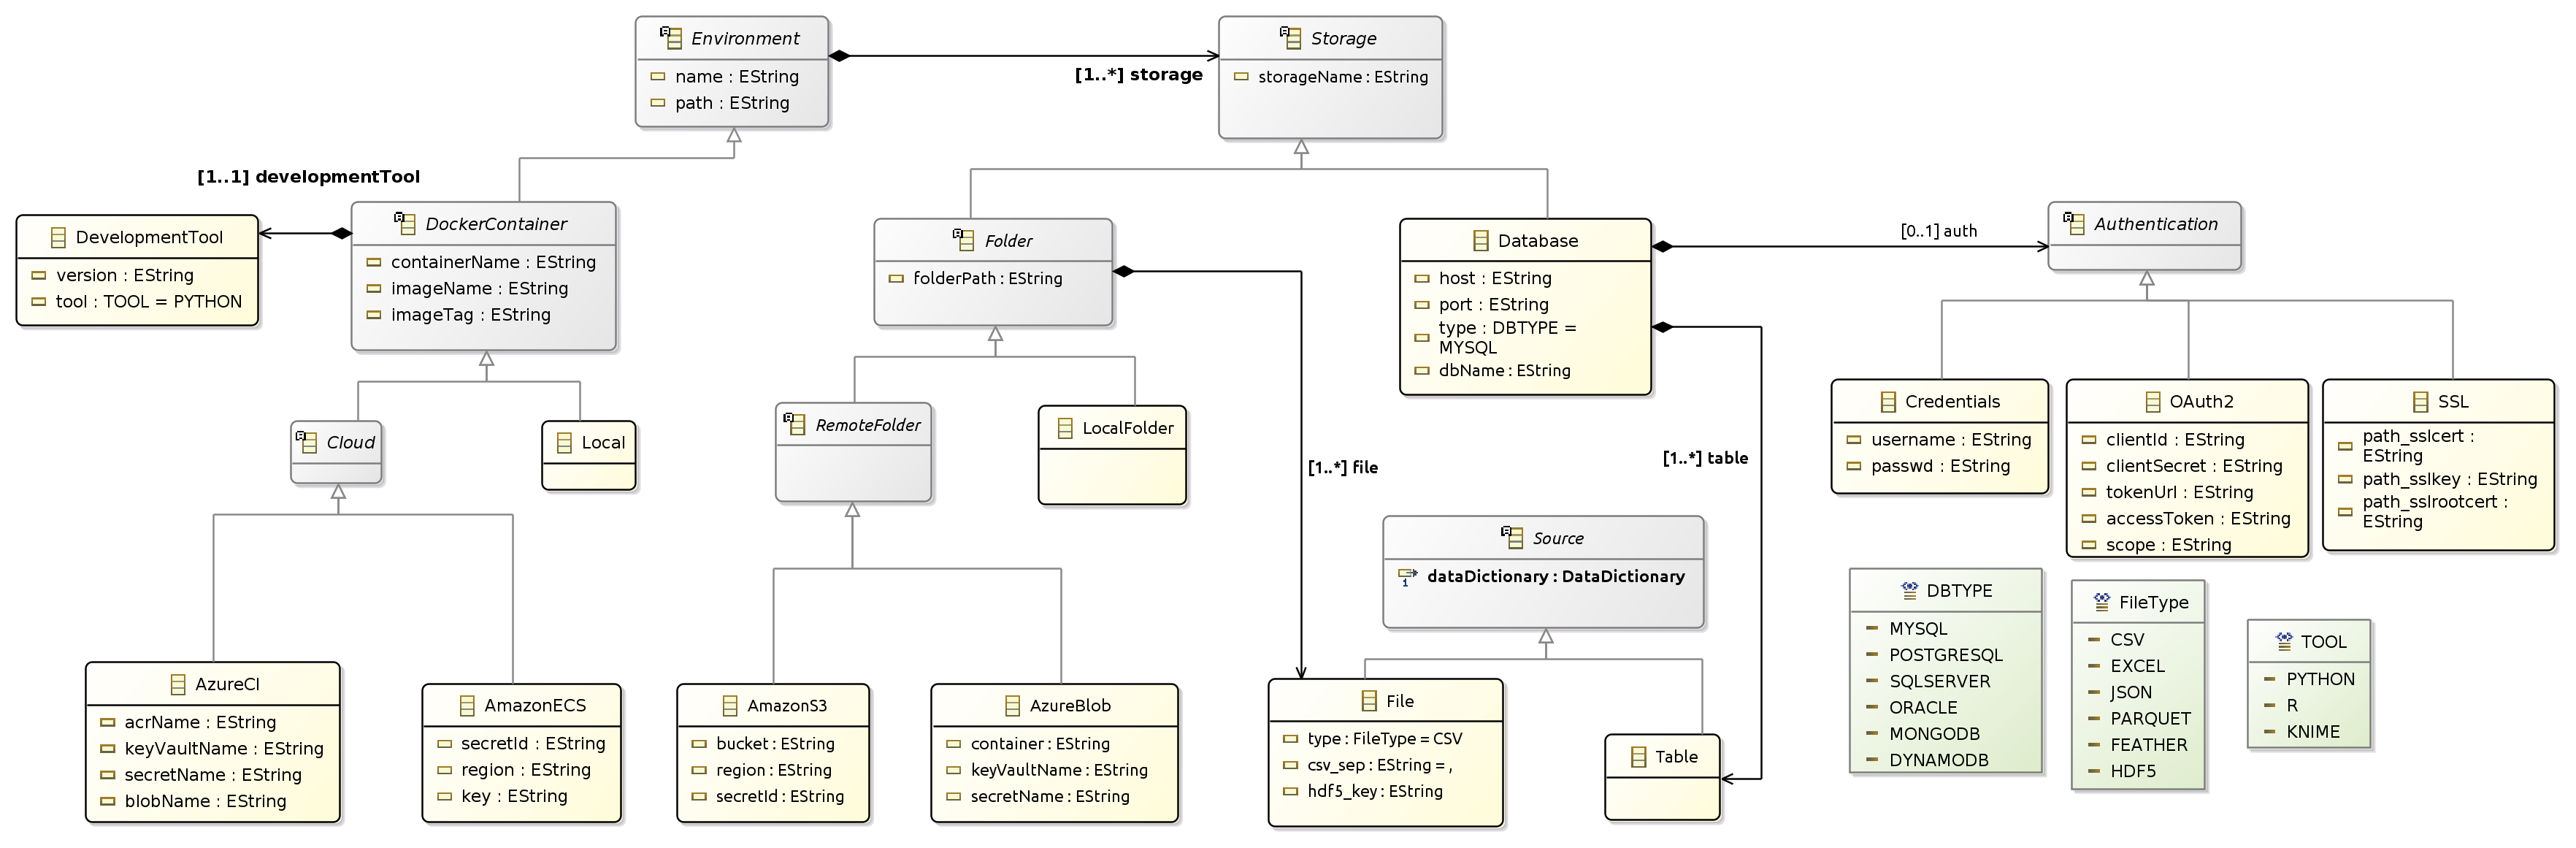 Environment
name : EString
path : EString
[1..*] storage
Storage
storageName : EString
[1..1] developmentTool
DevelopmentTool
version : EString
tool : TOOL = PYTHON
DockerContainer
containerName : EString
imageName : EString
imageTag : EString
Folder
folderPath : EString
Database
host : EString
port : EString
type : DBTYPE =
MYSQL
dbName : EString
[0..1] auth
Authentication
Cloud
Local
RemoteFolder
LocalFolder
[1..*] file
[1..*] table
Credentials
username : EString
passwd : EString
OAuth2
clientId : EString
clientSecret : EString
tokenUrl : EString
accessToken : EString
scope : EString
SSL
path_sslcert :
EString
path_sslkey : EString
path_sslrootcert :
EString
Source
1
dataDictionary : DataDictionary
AzureCI
acrName : EString
keyVaultName : EString
secretName : EString
blobName : EString
AmazonECS
secretId : EString
region : EString
key : EString
AmazonS3
bucket : EString
region : EString
secretId : EString
AzureBlob
container : EString
keyVaultName : EString
secretName : EString
File
type : FileType = CSV
csv_sep : EString = ,
hdf5_key : EString
Table
DBTYPE
MYSQL
POSTGRESQL
SQLSERVER
ORACLE
MONGODB
DYNAMODB
FileType
CSV
EXCEL
JSON
PARQUET
FEATHER
HDF5
TOOL
PYTHON
R
KNIME